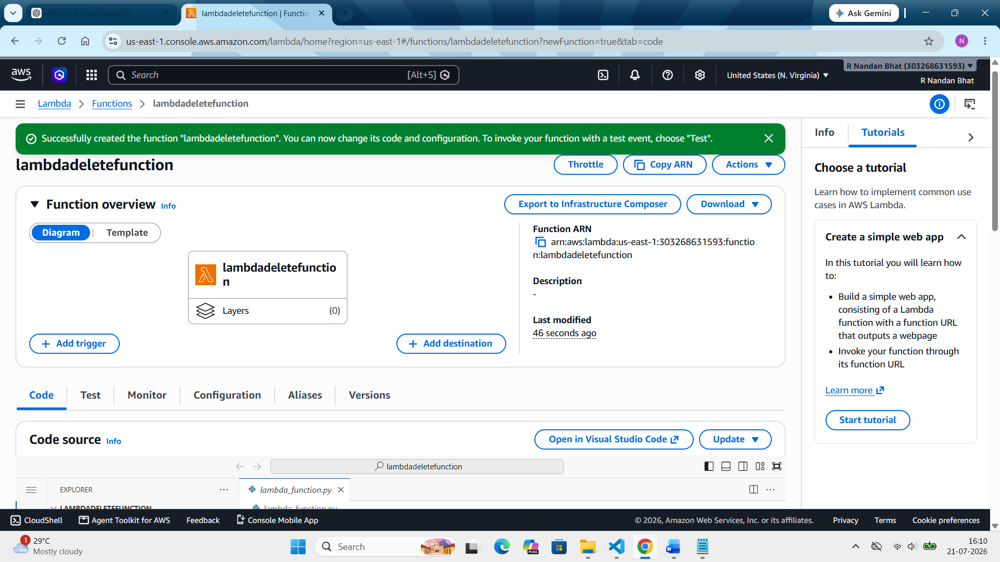 AWS EC2 Load Balancing
lambdadeletefunction | Functio
Ask Gemini
us-east-1.console.aws.amazon.com/lambda/home?region=us-east-1#/functions/lambdadeletefunction?newFunction=true&tab=code
N
aws
Search
[Alt+S]
United States (N. Virginia)
R Nandan Bhat (303268631593)
R Nandan Bhat
Lambda
Functions
lambdadeletefunction
Successfully created the function "lambdadeletefunction". You can now change its code and configuration. To invoke your function with a test event, choose "Test".
lambdadeletefunction
Throttle
Copy ARN
Actions
Function overview
Info
Export to Infrastructure Composer
Download
Diagram
Template
lambdadeletefunctio
n
Layers
(0)
Add trigger
Add destination
Function ARN
arn:aws:lambda:us-east-1:303268631593:functio
n:lambdadeletefunction
Description
-
Last modified
46 seconds ago
Code
Test
Monitor
Configuration
Aliases
Versions
Code source
Info
Open in Visual Studio Code
Update
lambdadeletefunction
EXPLORER
lambda_function.py
LAMBDADELETEFUNCTION
lambda_function.py
Info
Tutorials
Choose a tutorial
Learn how to implement common use
cases in AWS Lambda.
Create a simple web app
In this tutorial you will learn how
to:
• Build a simple web app,
consisting of a Lambda
function with a function URL
that outputs a webpage
• Invoke your function through
its function URL
Learn more
Start tutorial
CloudShell
Agent Toolkit for AWS
Feedback
Console Mobile App
© 2026, Amazon Web Services, Inc. or its affiliates.
Privacy
Terms
Cookie preferences
1
29°C
Mostly cloudy
Search
M365
W
16:10
21-07-2026